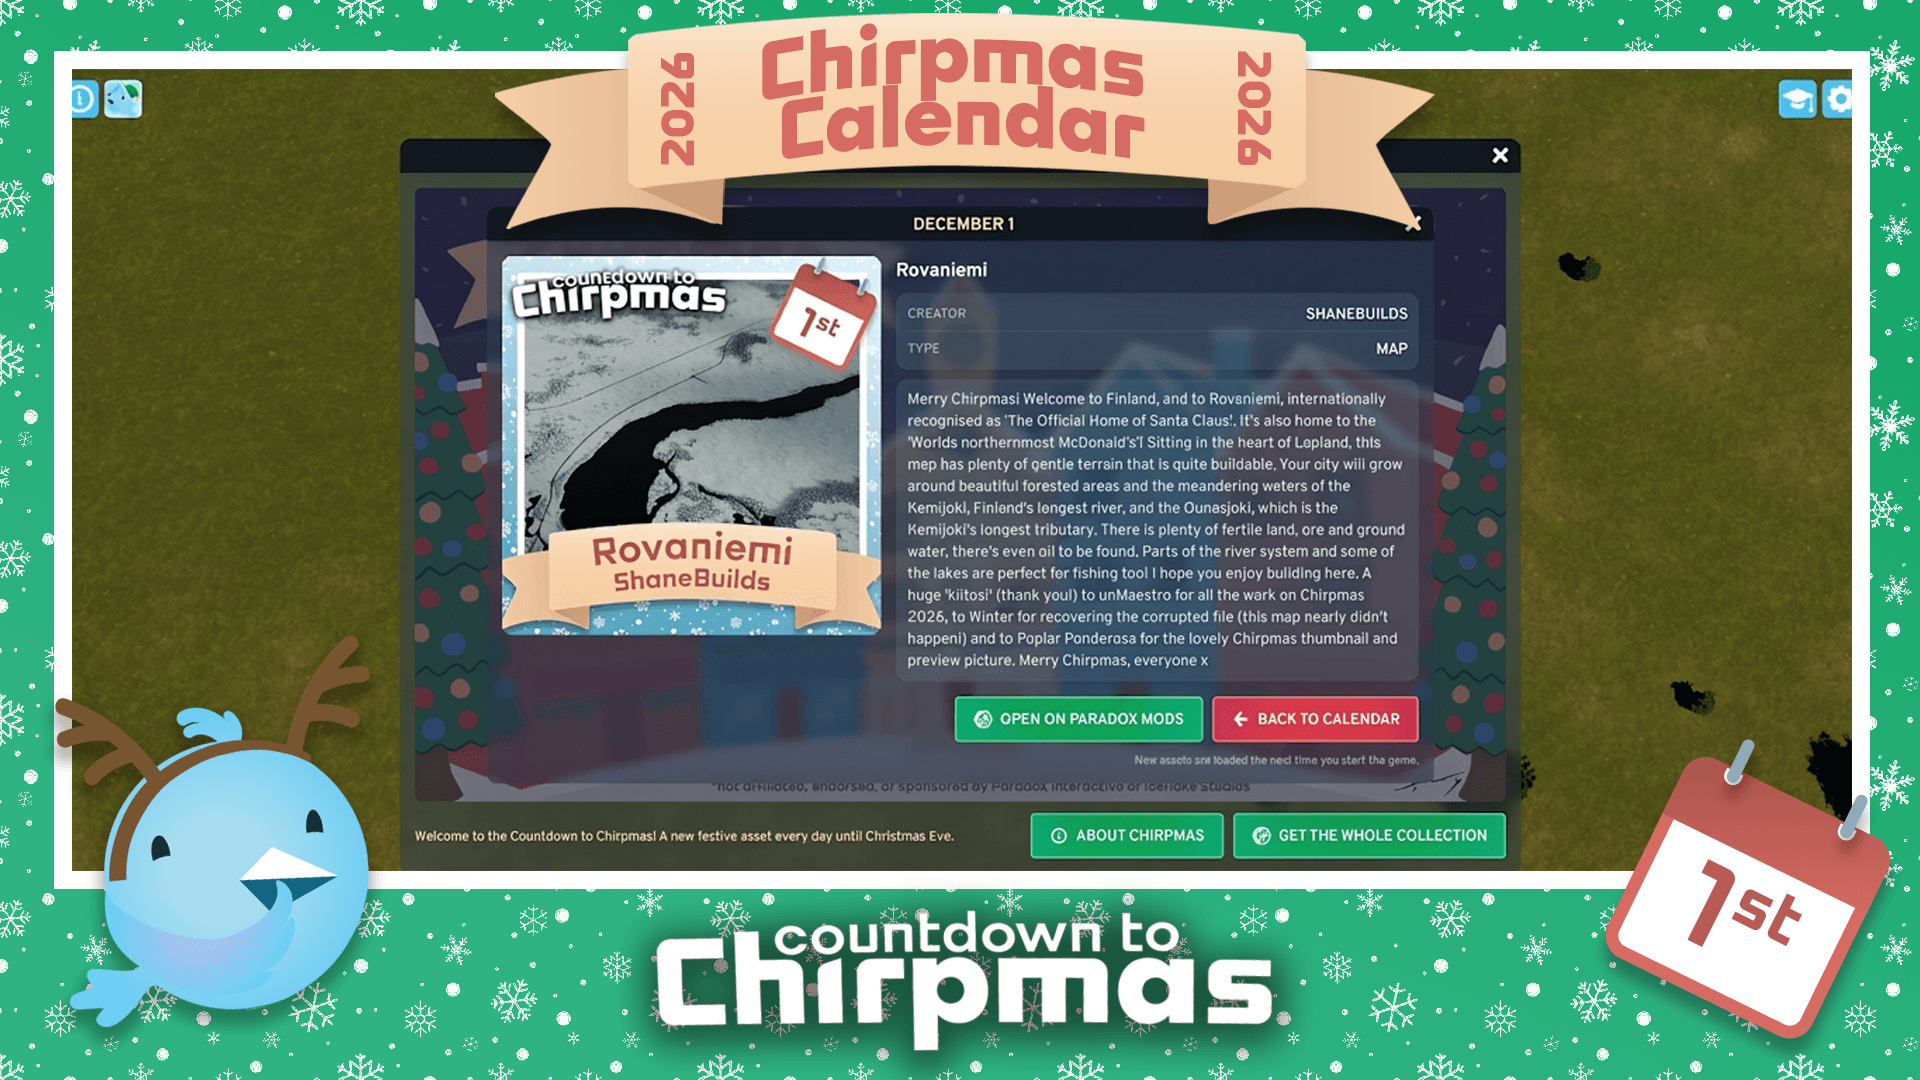 2026
Chirpmas
Calendar
2026
DECEMBER 1
countdown to
Chirpmas
1st
Rovaniemi
ShaneBuilds
Rovaniemi
CREATOR
SHANEBUILDS
TYPE
MAP
Merry Chirpmasi Welcome to Finland, and to Rovaniemi, internationally
recognised as 'The Official Home of Santa Claus'. It's also home to the
'Worlds northernmost McDonald's'! Sitting in the heart of Lapland, this
mep has plenty of gentle terrain that is quite buildable. Your city will grow
around beautiful forested areas and the meandering waters of the
Kemijoki, Finland's longest river, and the Ounasjoki, which is the
Kemijoki's longest tributary. There is plenty of fertile land, ore and ground
water, there's even oil to be found. Parts of the river system and some of
the lakes are perfect for fishing tool I hope you enjoy building here. A
huge 'kiitosi' (thank youl) to unMaestro for all the wark on Chirpmas
2026, to Winter for recovering the corrupted file (this map nearly didn't
happeni) and to Poplar Ponderosa for the lovely Chirpmas thumbnail and
preview picture. Merry Chirpmas, everyone x
OPEN ON PARADOX MODS
BACK TO CALENDAR
New assets are loaded the next time you start the game.
*not affiliated, endorsed, or sponsored by Paradox Interactive or Iceflake Studios
Welcome to the Countdown to Chirpmas! A new festive asset every day until Christmas Eve.
ABOUT CHIRPMAS
GET THE WHOLE COLLECTION
countdown to
Chirpmas
1st